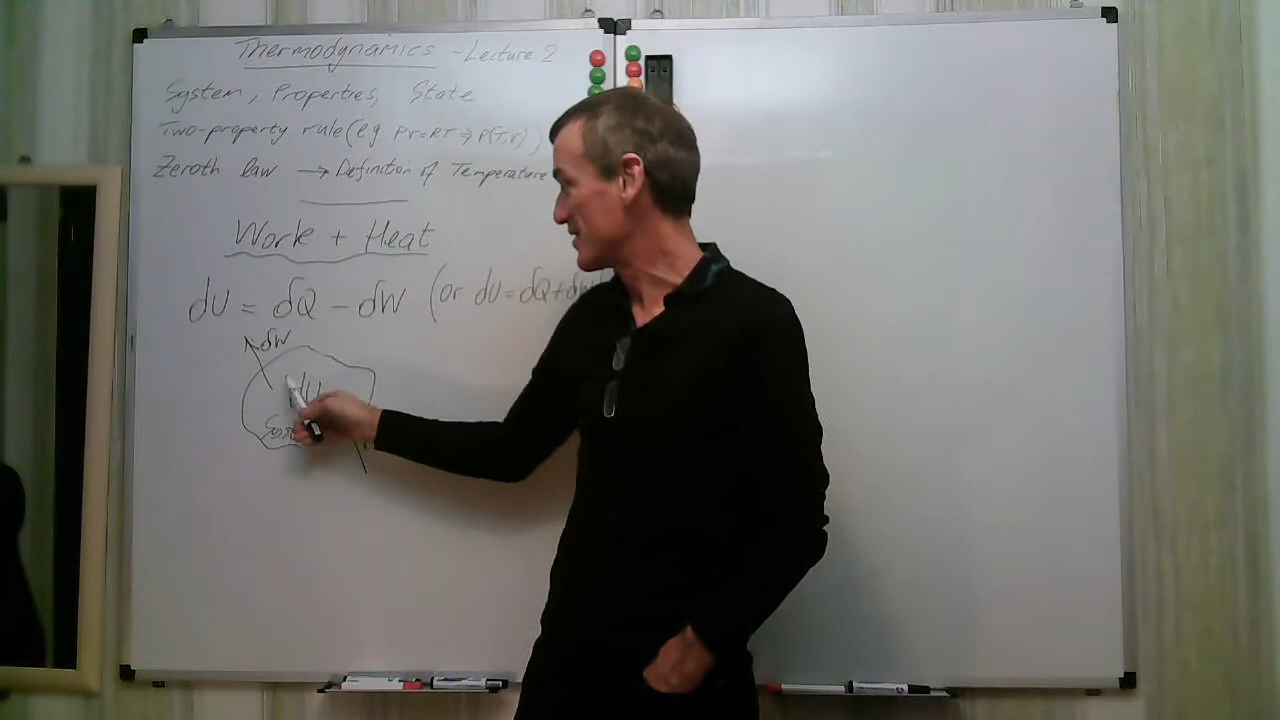 Thermodynamics - Lecture 2
System, Properties, State
Two-property rule (eg Pv=RT ⇒ P(T,v))
Zeroth law → Definition of Temperature
Work + Heat
dU = δQ - δW (or dU = δQ + δW
δW
dU